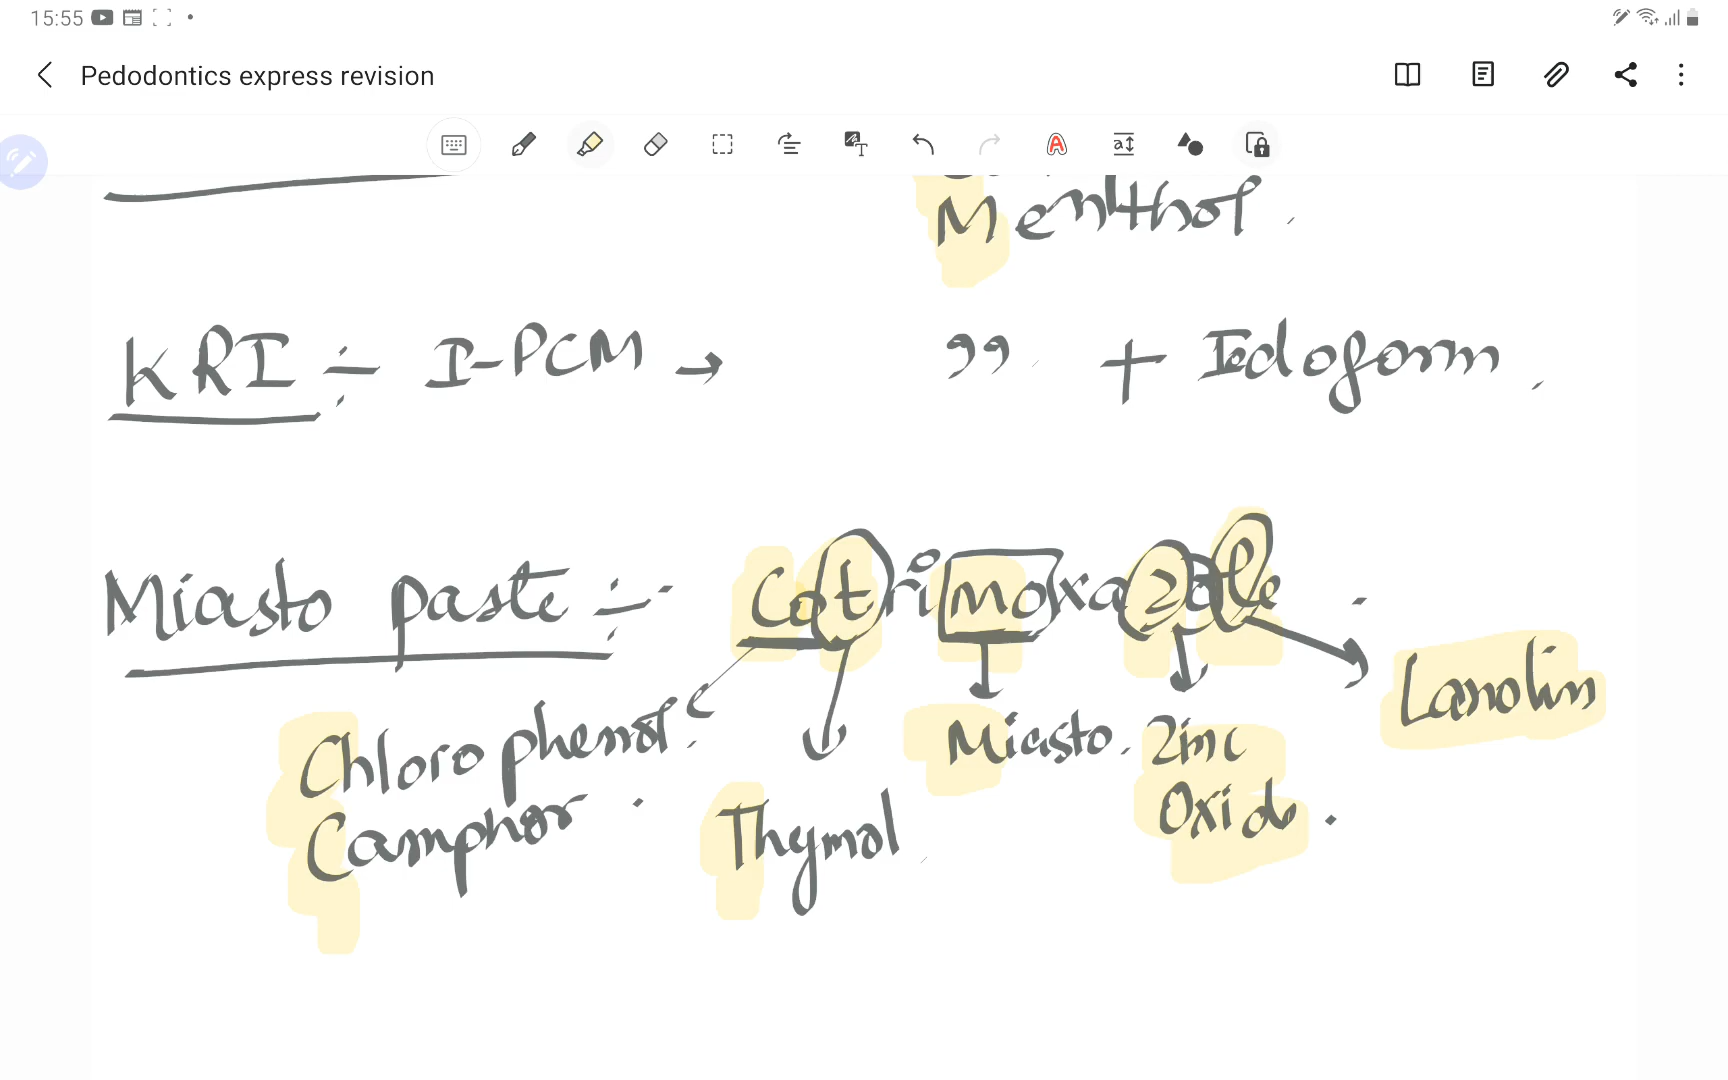 15:55
Pedodontics express revision
Menthol.
KRI ÷ I-PCM → ,, + Iodoform.
Miasto paste ÷ Cotrimoxazole.
Lanolin
Chlorophenol. Miasto. Zinc
Camphor. Thymol Oxide.